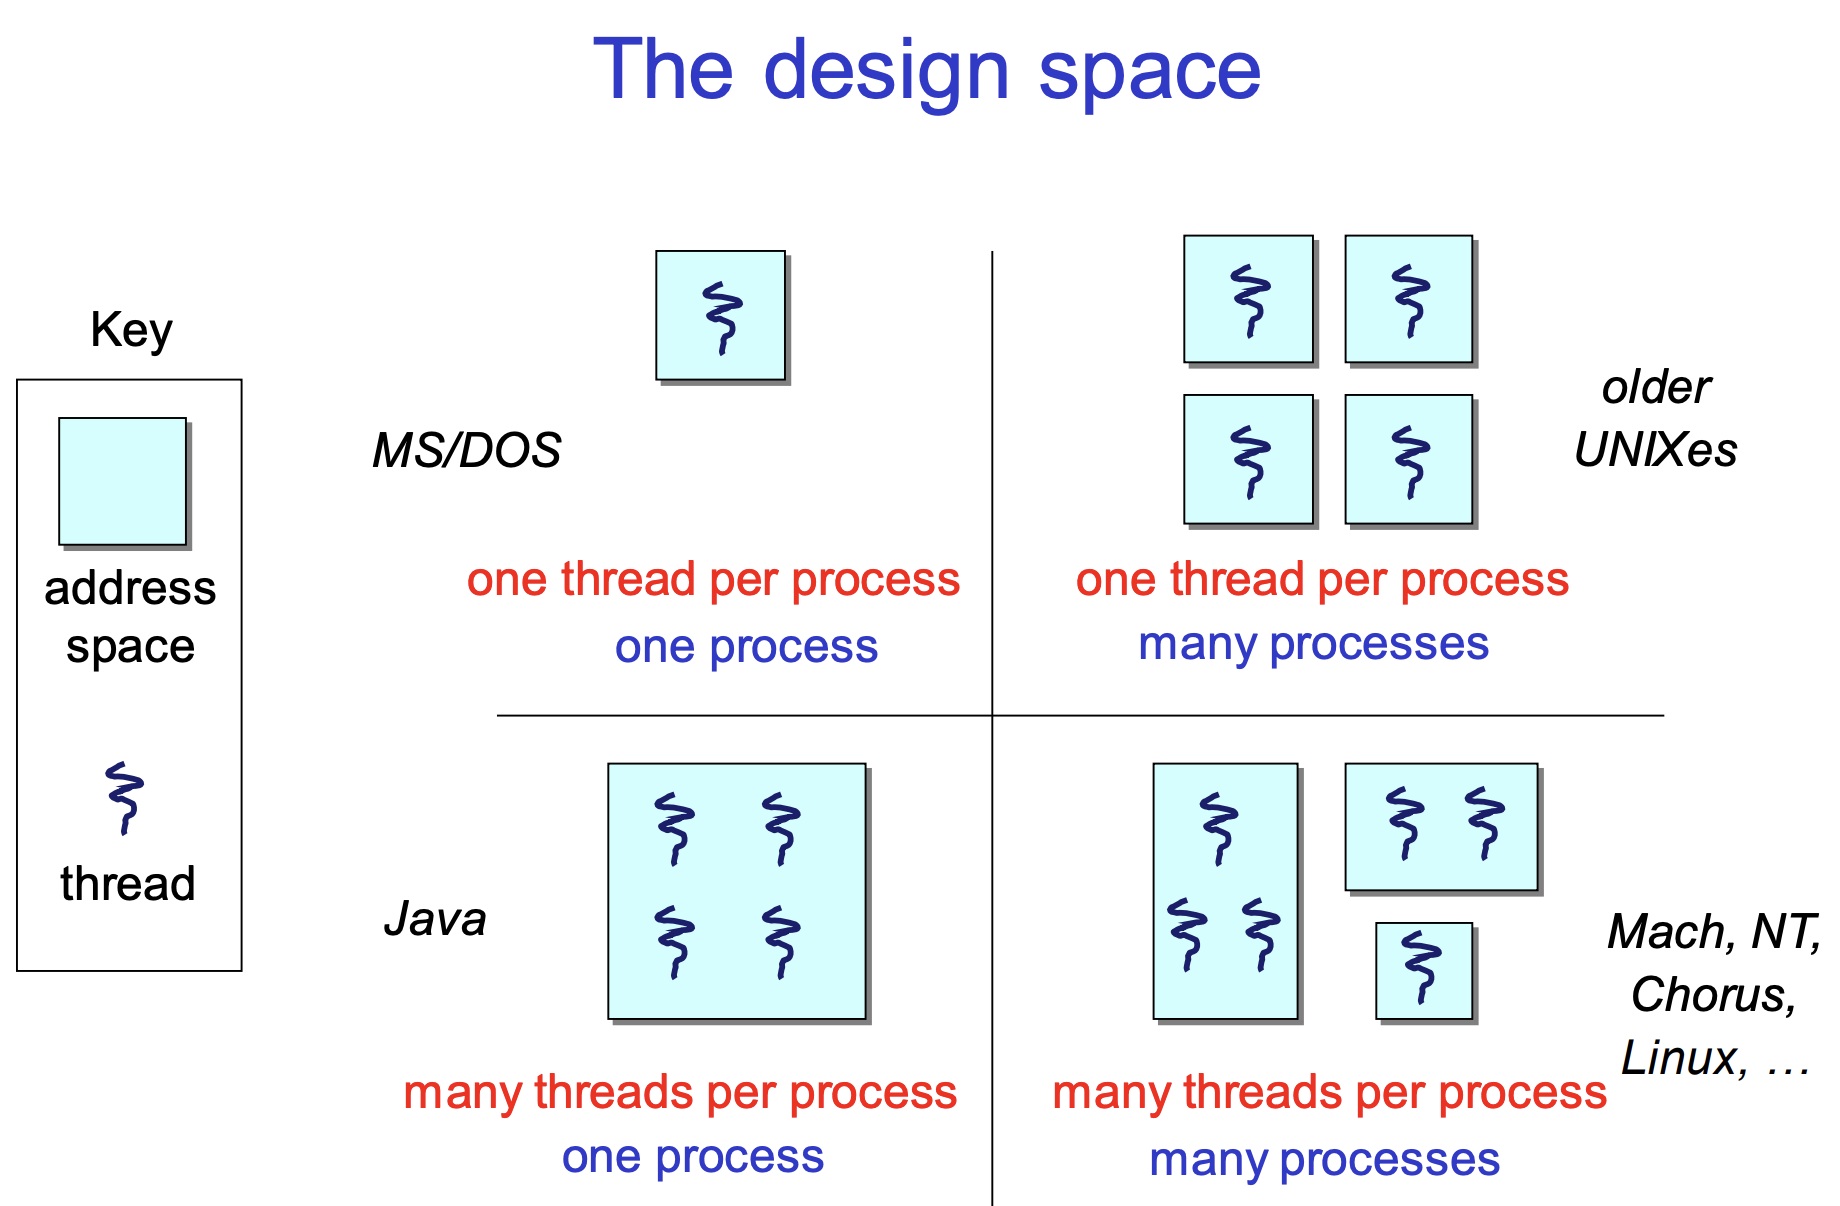 The design space
Key
address
space
thread
MS/DOS
one thread per process
one process
older
UNIXes
one thread per process
many processes
Java
many threads per process
one process
Mach, NT,
Chorus,
Linux, …
many threads per process
many processes